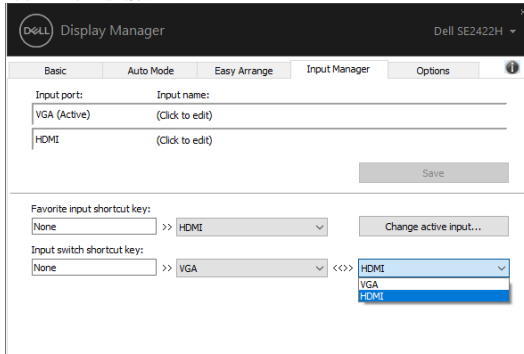 DELL Display Manager Dell SE2422H
Basic Auto Mode Easy Arrange Input Manager Options
Input port: Input name:
VGA (Active) (Click to edit)
HDMI (Click to edit)
Save
Favorite input shortcut key:
None >> HDMI Change active input...
Input switch shortcut key:
None >> VGA <<>> HDMI
VGA
HDMI